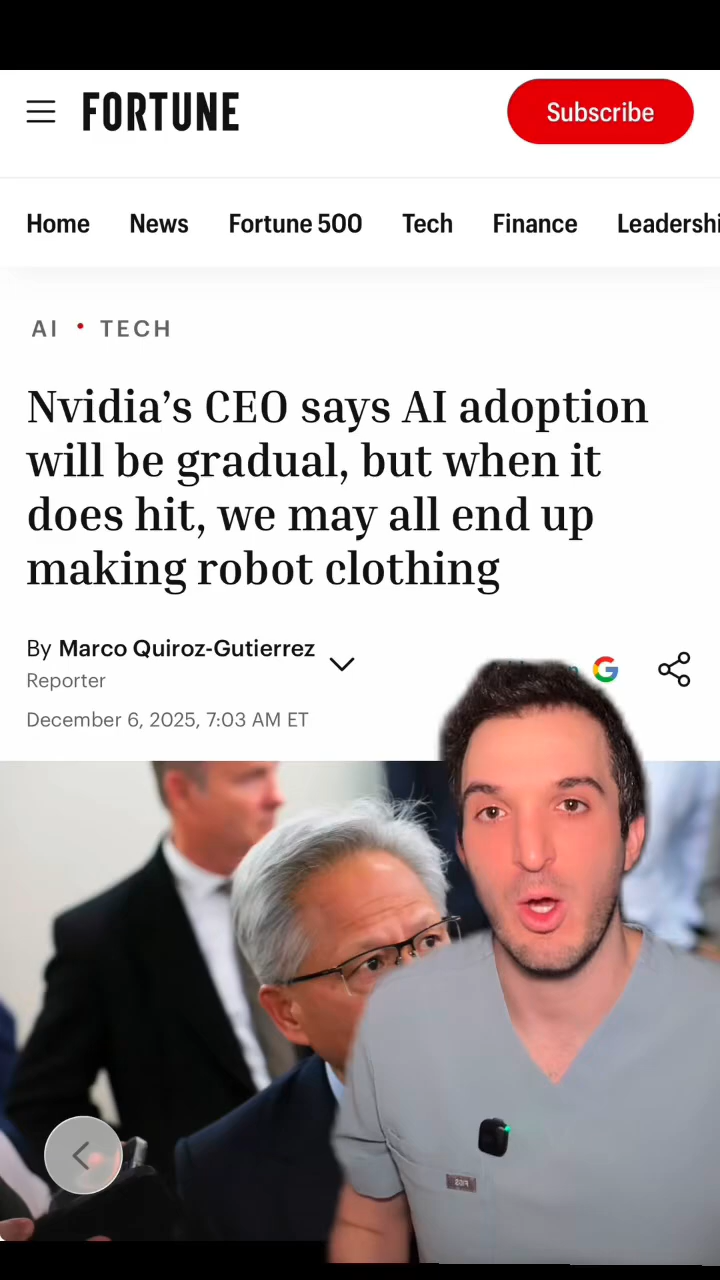 FORTUNE
Subscribe
Home News Fortune 500 Tech Finance Leadershi
AI • TECH
Nvidia’s CEO says AI adoption
will be gradual, but when it
does hit, we may all end up
making robot clothing
By Marco Quiroz-Gutierrez
Reporter
December 6, 2025, 7:03 AM ET
FIGS